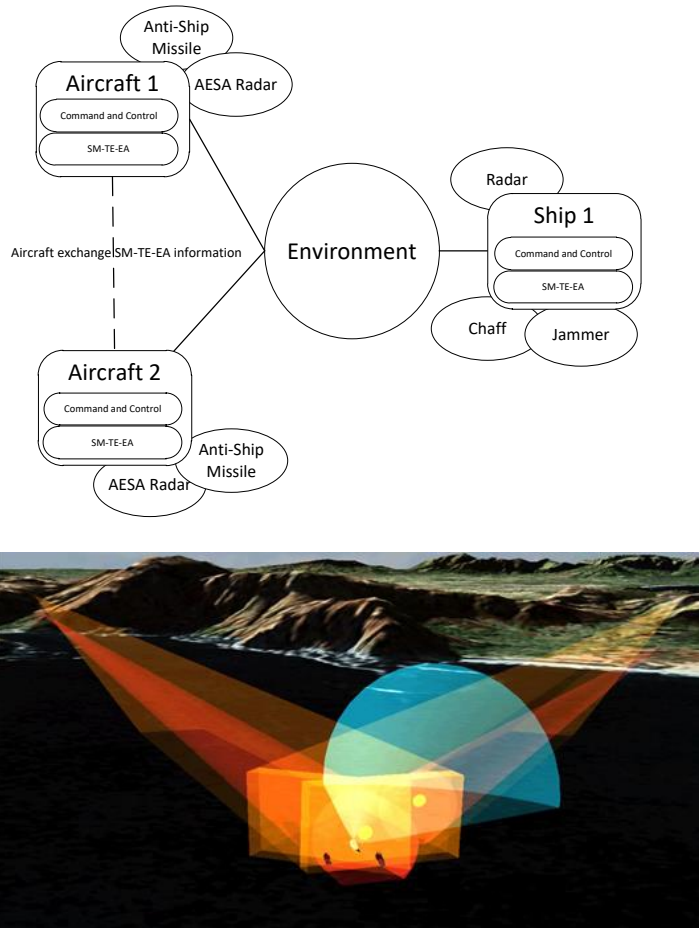 Anti-Ship
Missile
Aircraft 1
AESA Radar
Command and Control
SM-TE-EA
Aircraft exchange SM-TE-EA information
Environment
Radar
Ship 1
Command and Control
SM-TE-EA
Chaff
Jammer
Aircraft 2
Command and Control
SM-TE-EA
Anti-Ship
Missile
AESA Radar